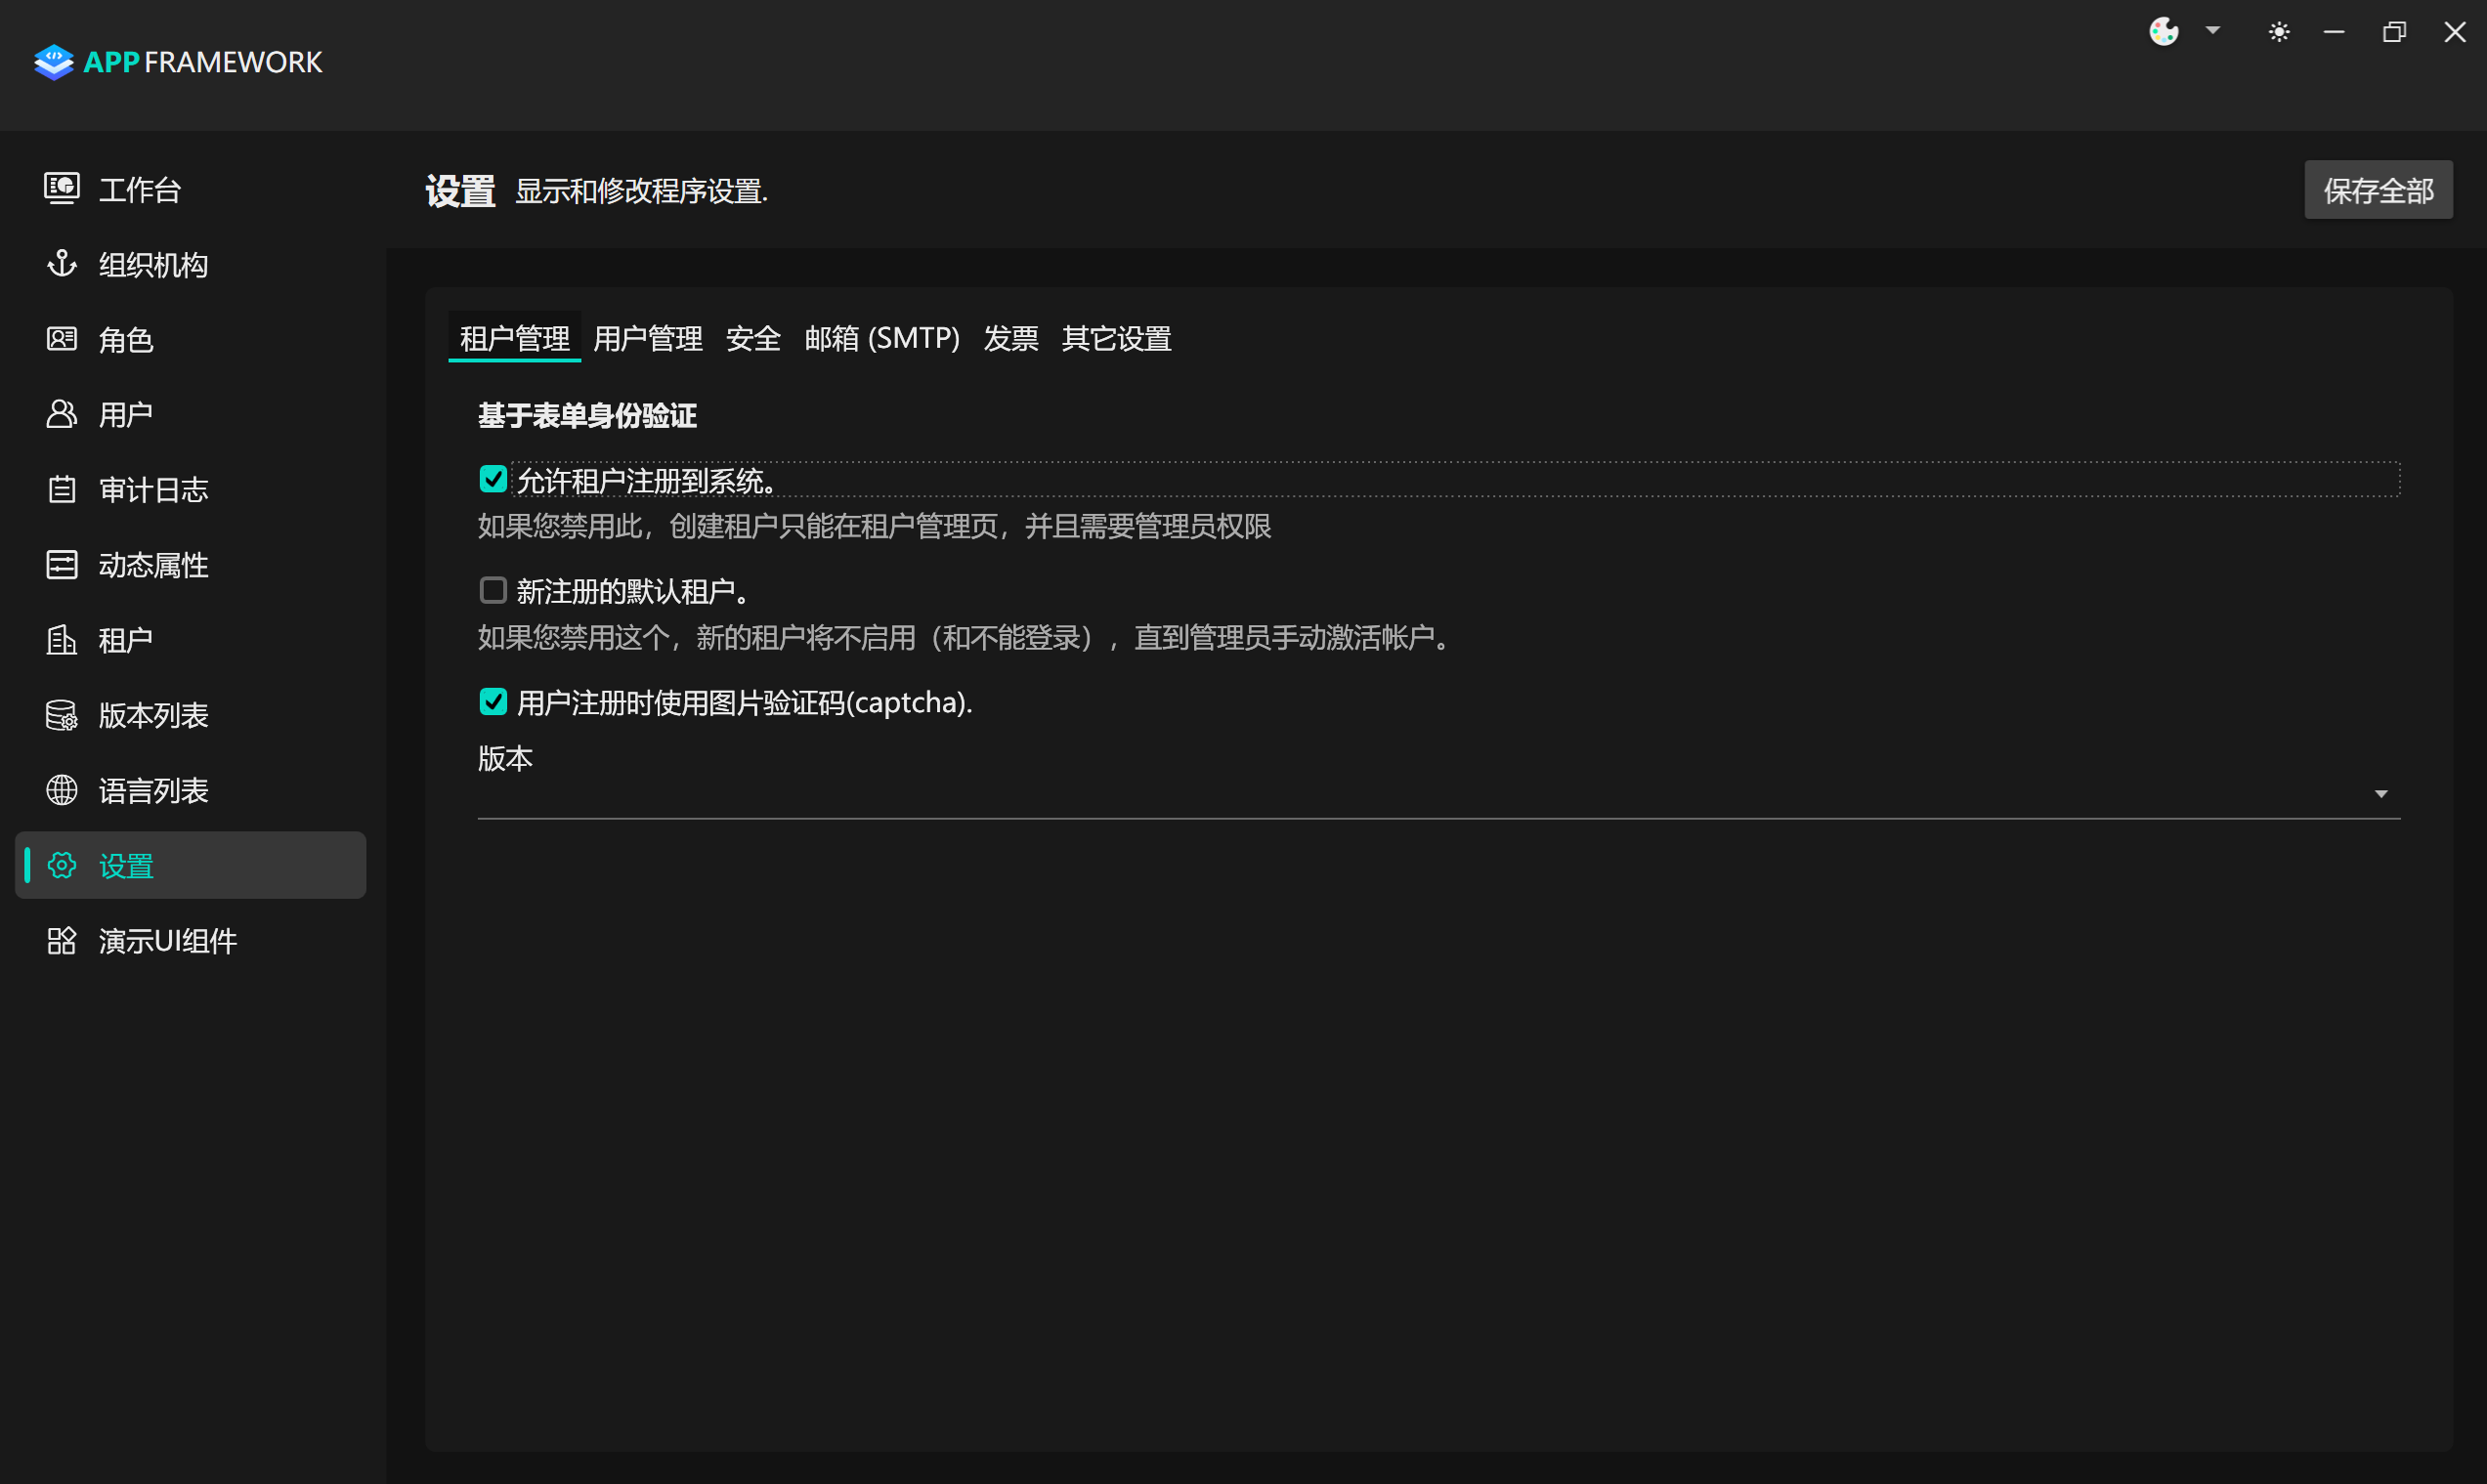 APP FRAMEWORK
工作台
组织机构
角色
用户
审计日志
动态属性
租户
版本列表
语言列表
设置
演示UI组件
设置 显示和修改程序设置.
保存全部
租户管理 用户管理 安全 邮箱 (SMTP) 发票 其它设置
基于表单身份验证
允许租户注册到系统。
如果您禁用此，创建租户只能在租户管理页，并且需要管理员权限
新注册的默认租户。
如果您禁用这个，新的租户将不启用（和不能登录），直到管理员手动激活帐户。
用户注册时使用图片验证码(captcha).
版本